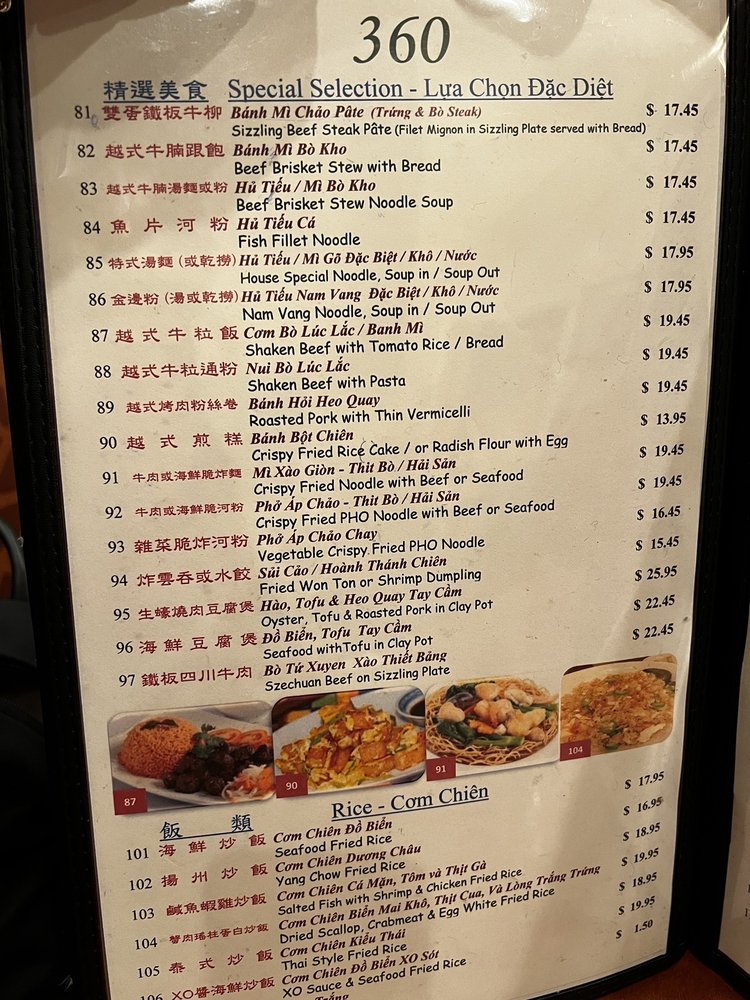 360
精選美食 Special Selection - Lựa Chọn Đặc Diệt
81 雙蛋鐵板牛柳 Bánh Mì Chảo Pâte (Trứng & Bò Steak) $ 17.45
Sizzling Beef Steak Pâte (Filet Mignon in Sizzling Plate served with Bread)
82 越式牛腩跟飽 Bánh Mì Bò Kho $ 17.45
Beef Brisket Stew with Bread
83 越式牛腩湯麵或粉 Hủ Tiếu / Mì Bò Kho $ 17.45
Beef Brisket Stew Noodle Soup
84 魚片河粉 Hủ Tiếu Cá $ 17.45
Fish Fillet Noodle
85 特式湯麵 (或乾撈) Hủ Tiếu / Mì Gõ Đặc Biệt / Khô / Nước $ 17.95
House Special Noodle, Soup in / Soup Out
86 金邊粉 (湯或乾撈) Hủ Tiếu Nam Vang Đặc Biệt / Khô / Nước $ 17.95
Nam Vang Noodle, Soup in / Soup Out
87 越式牛粒飯 Cơm Bò Lúc Lắc / Banh Mì $ 19.45
Shaken Beef with Tomato Rice / Bread
88 越式牛粒通粉 Nui Bò Lúc Lắc $ 19.45
Shaken Beef with Pasta
89 越式烤肉粉絲卷 Bánh Hỏi Heo Quay $ 19.45
Roasted Pork with Thin Vermicelli
90 越式煎糕 Bánh Bột Chiên $ 13.95
Crispy Fried Rice Cake / or Radish Flour with Egg
91 牛肉或海鮮脆炸麵 Mì Xào Giòn - Thit Bò / Hải Sản $ 19.45
Crispy Fried Noodle with Beef or Seafood
92 牛肉或海鮮脆河粉 Phở Áp Chảo - Thit Bò / Hải Sản $ 19.45
Crispy Fried PHO Noodle with Beef or Seafood
93 雜菜脆炸河粉 Phở Áp Chảo Chay $ 16.45
Vegetable Crispy Fried PHO Noodle
94 炸雲吞或水餃 Sủi Cão / Hoành Thánh Chiên $ 15.45
Fried Won Ton or Shrimp Dumpling
95 生蠔燒肉豆腐煲 Hào, Tofu & Heo Quay Tay Cầm $ 25.95
Oyster, Tofu & Roasted Pork in Clay Pot
96 海鮮豆腐煲 Đồ Biển, Tofu Tay Cầm $ 22.45
Seafood withTofu in Clay Pot
97 鐵板四川牛肉 Bò Tứ Xuyen Xào Thiết Bảng $ 22.45
Szechuan Beef on Sizzling Plate
87
90
91
104
飯類 Rice - Cơm Chiên
101 海鮮炒飯 Cơm Chiên Đồ Biển $ 17.95
Seafood Fried Rice
102 揚州炒飯 Cơm Chiên Dương Châu $ 16.95
Yang Chow Fried Rice
103 鹹魚蝦雞炒飯 Cơm Chiên Cá Mặn, Tôm và Thịt Gà $ 18.95
Salted Fish with Shrimp & Chicken Fried Rice
104 蟹肉瑤柱蛋白炒飯 Cơm Chiên Biển Mai Khô, Thịt Cua, Và Lòng Trắng Trứng $ 19.95
Dried Scallop, Crabmeat & Egg White Fried Rice
105 泰式炒飯 Cơm Chiên Kiểu Thái $ 18.95
Thai Style Fried Rice
106 XO醬海鮮炒飯 Cơm Chiên Đồ Biển XO Sót $ 19.95
XO Sauce & Seafood Fried Rice
Trắng $ 1.50